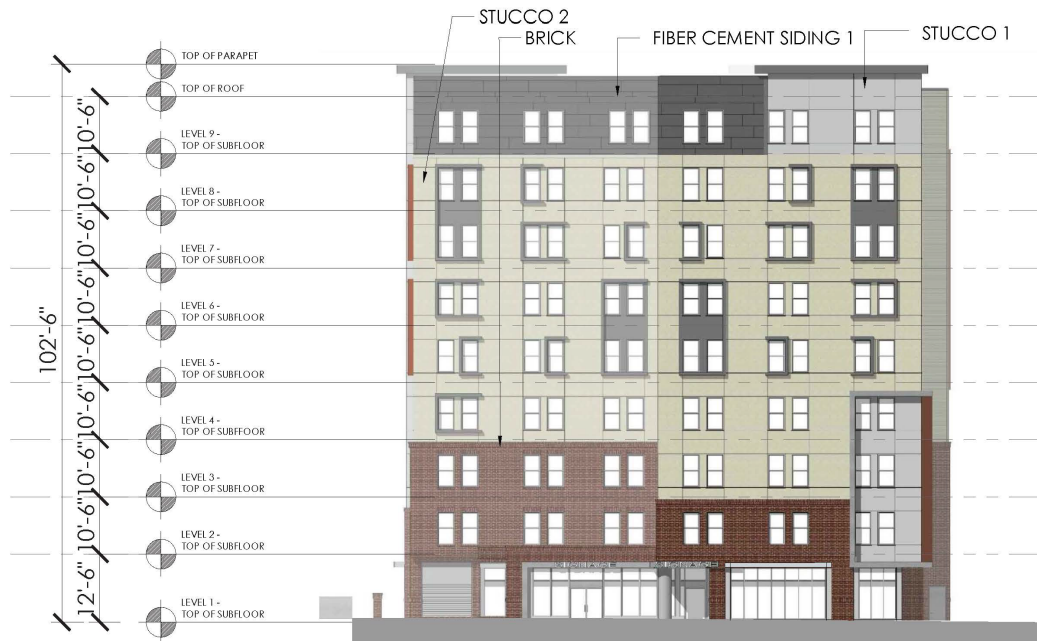 STUCCO 2
BRICK
FIBER CEMENT SIDING 1
STUCCO 1
TOP OF PARAPET
TOP OF ROOF
10'-6"
LEVEL 9 -
TOP OF SUBFLOOR
10'-6"
LEVEL 8 -
TOP OF SUBFLOOR
10'-6"
LEVEL 7 -
TOP OF SUBFLOOR
10'-6"
LEVEL 6 -
TOP OF SUBFLOOR
102'-6"
10'-6"
LEVEL 5 -
TOP OF SUBFLOOR
10'-6"
LEVEL 4 -
TOP OF SUBFFOOR
10'-6"
LEVEL 3 -
TOP OF SUBFLOOR
10'-6"
LEVEL 2 -
TOP OF SUBFLOOR
12'-6"
LEVEL 1 -
TOP OF SUBFLOOR